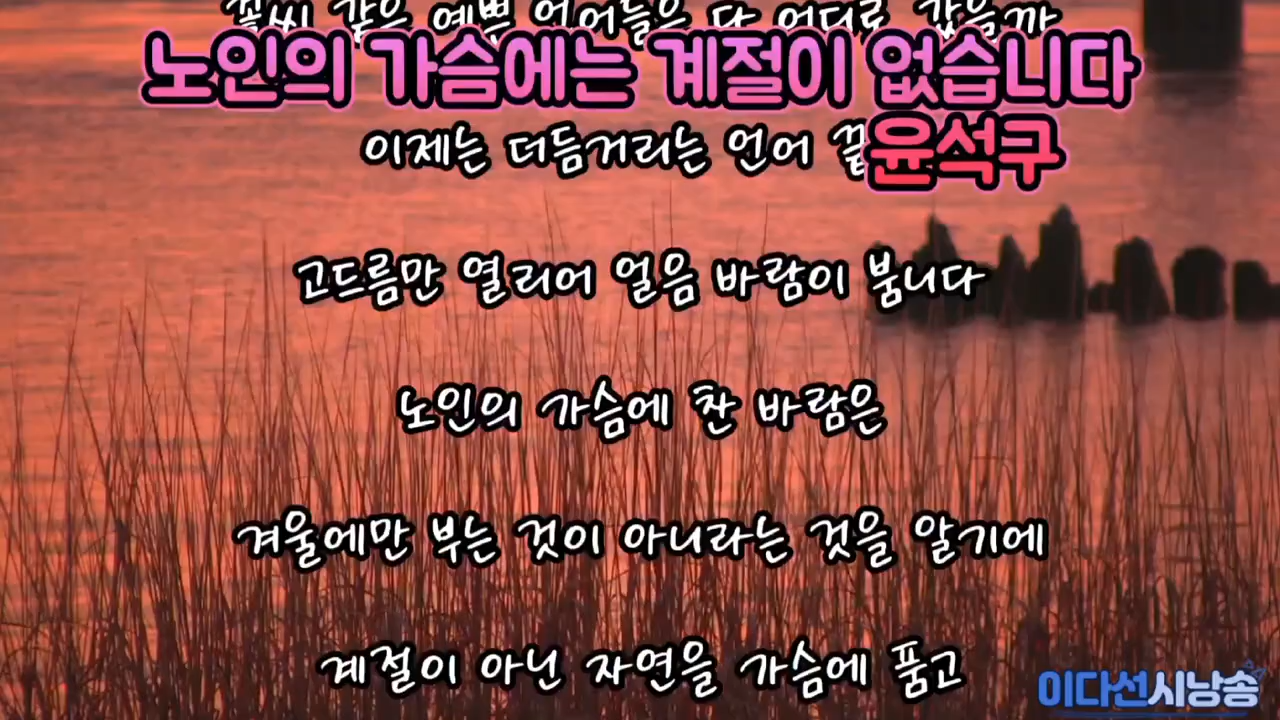 같은 예쁜 언어들은 다 어디로 갔을까
노인의 가슴에는 계절이 없습니다
이제는 더듬거리는 언어 끝
윤석구
고드름만 열리어 얼음 바람이 붑니다
노인의 가슴에 찬 바람은
겨울에만 부는 것이 아니라는 것을 알기에
계절이 아닌 자연을 가슴에 품고
이다선시낭송